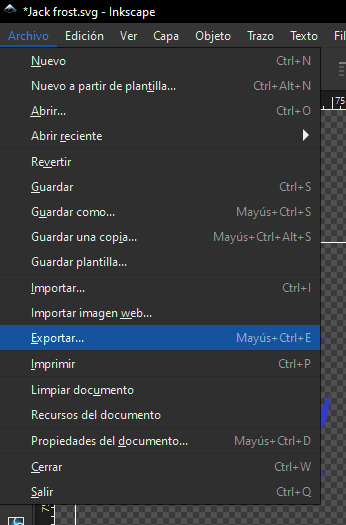 *Jack frost.svg - Inkscape
Archivo Edición Ver Capa Objeto Trazo Texto
Nuevo Ctrl+N
Nuevo a partir de plantilla... Ctrl+Alt+N
Abrir... Ctrl+O
Abrir reciente
Revertir
Guardar Ctrl+S
Guardar como... Mayús+Ctrl+S
Guardar una copia... Mayús+Ctrl+Alt+S
Guardar plantilla...
Importar... Ctrl+I
Importar imagen web...
Exportar... Mayús+Ctrl+E
Imprimir Ctrl+P
Limpiar documento
Recursos del documento
Propiedades del documento... Mayús+Ctrl+D
Cerrar Ctrl+W
Salir Ctrl+Q